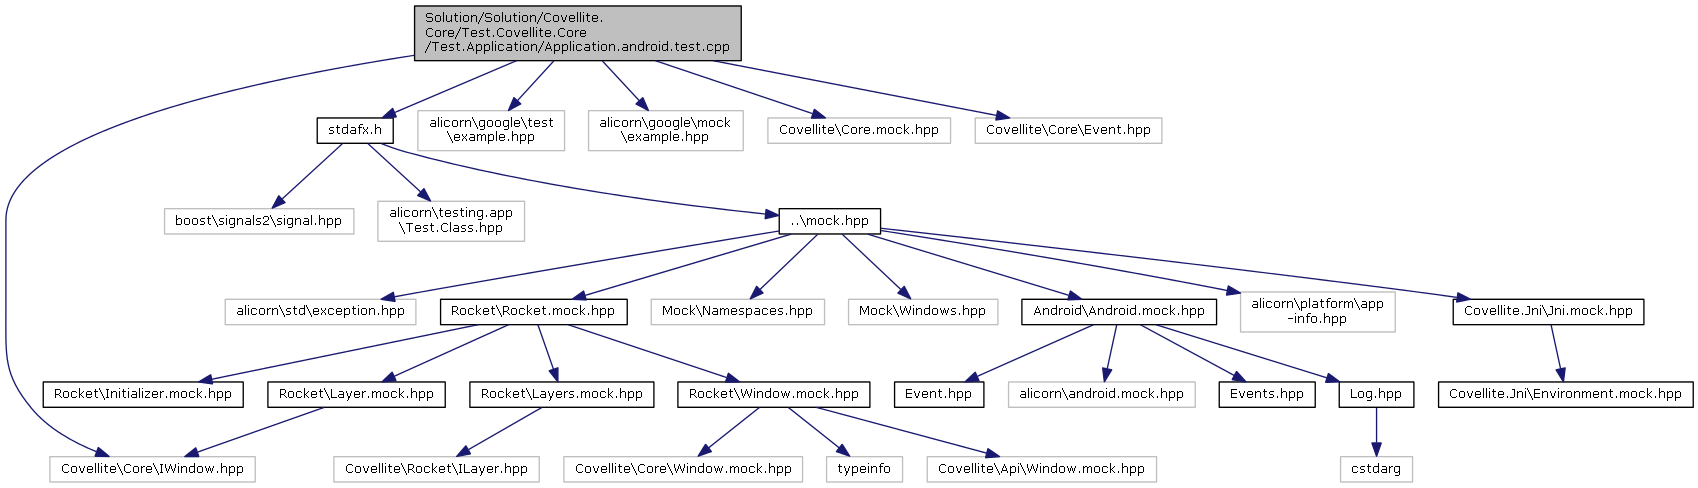 Solution/Solution/Covellite.
Core/Test.Covellite.Core
/Test.Application/Application.android.test.cpp
stdafx.h
alicorn\google\test
\example.hpp
alicorn\google\mock
\example.hpp
Covellite\Core.mock.hpp
Covellite\Core\Event.hpp
boost\signals2\signal.hpp
alicorn\testing.app
\Test.Class.hpp
..\mock.hpp
alicorn\std\exception.hpp
Rocket\Rocket.mock.hpp
Mock\Namespaces.hpp
Mock\Windows.hpp
Android\Android.mock.hpp
alicorn\platform\app
-info.hpp
Covellite.Jni\Jni.mock.hpp
Rocket\Initializer.mock.hpp
Rocket\Layer.mock.hpp
Rocket\Layers.mock.hpp
Rocket\Window.mock.hpp
Event.hpp
alicorn\android.mock.hpp
Events.hpp
Log.hpp
Covellite.Jni\Environment.mock.hpp
Covellite\Core\IWindow.hpp
Covellite\Rocket\ILayer.hpp
Covellite\Core\Window.mock.hpp
typeinfo
Covellite\Api\Window.mock.hpp
cstdarg